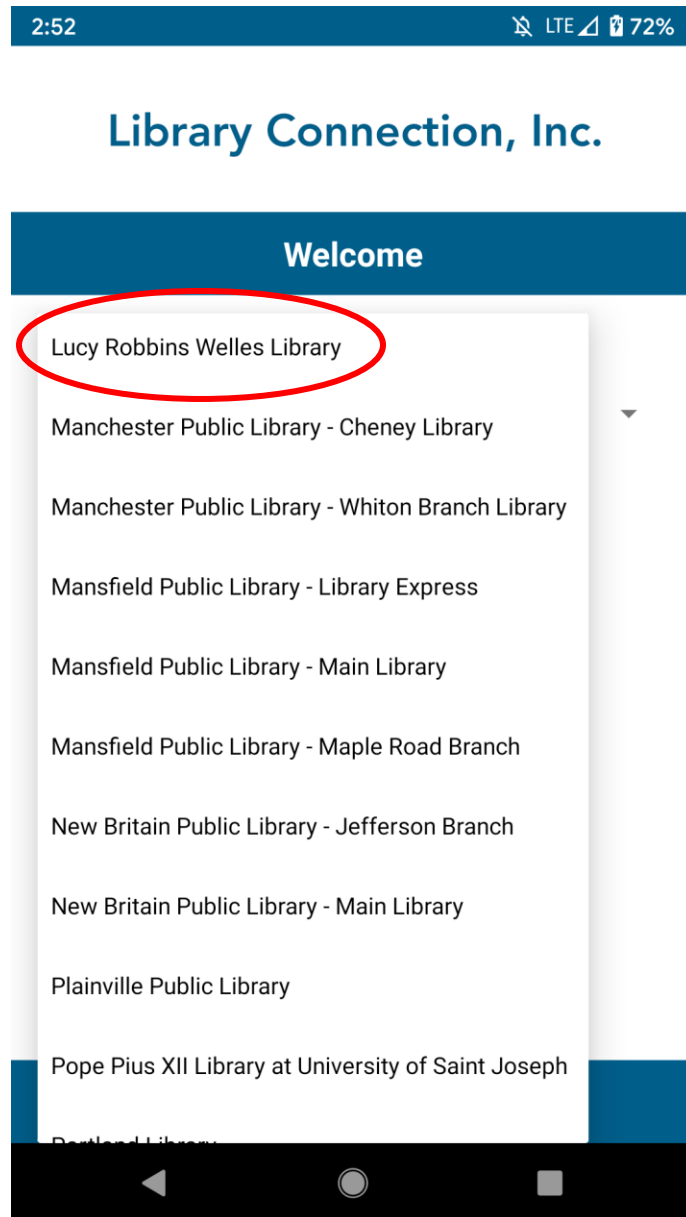 2:52 LTE 72%
Library Connection, Inc.
Welcome
Lucy Robbins Welles Library
Manchester Public Library - Cheney Library
Manchester Public Library - Whiton Branch Library
Mansfield Public Library - Library Express
Mansfield Public Library - Main Library
Mansfield Public Library - Maple Road Branch
New Britain Public Library - Jefferson Branch
New Britain Public Library - Main Library
Plainville Public Library
Pope Pius XII Library at University of Saint Joseph
Portland Library